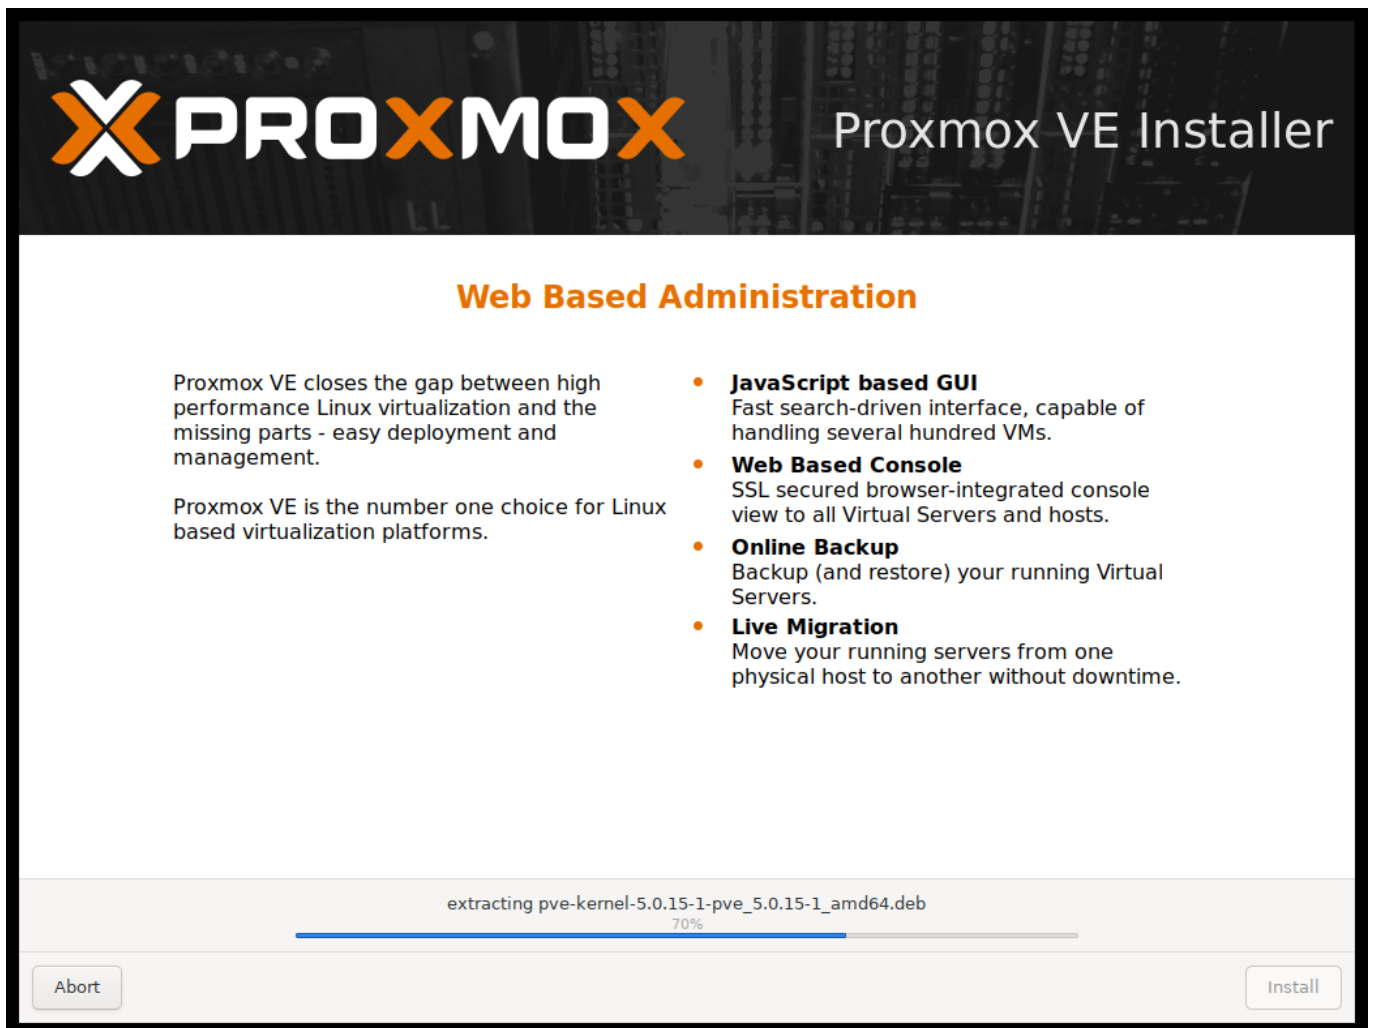 PROXMOX
Proxmox VE Installer
Web Based Administration
Proxmox VE closes the gap between high
performance Linux virtualization and the
missing parts - easy deployment and
management.
Proxmox VE is the number one choice for Linux
based virtualization platforms.
JavaScript based GUI
Fast search-driven interface, capable of
handling several hundred VMs.
Web Based Console
SSL secured browser-integrated console
view to all Virtual Servers and hosts.
Online Backup
Backup (and restore) your running Virtual
Servers.
Live Migration
Move your running servers from one
physical host to another without downtime.
extracting pve-kernel-5.0.15-1-pve_5.0.15-1_amd64.deb
70%
Abort
Install